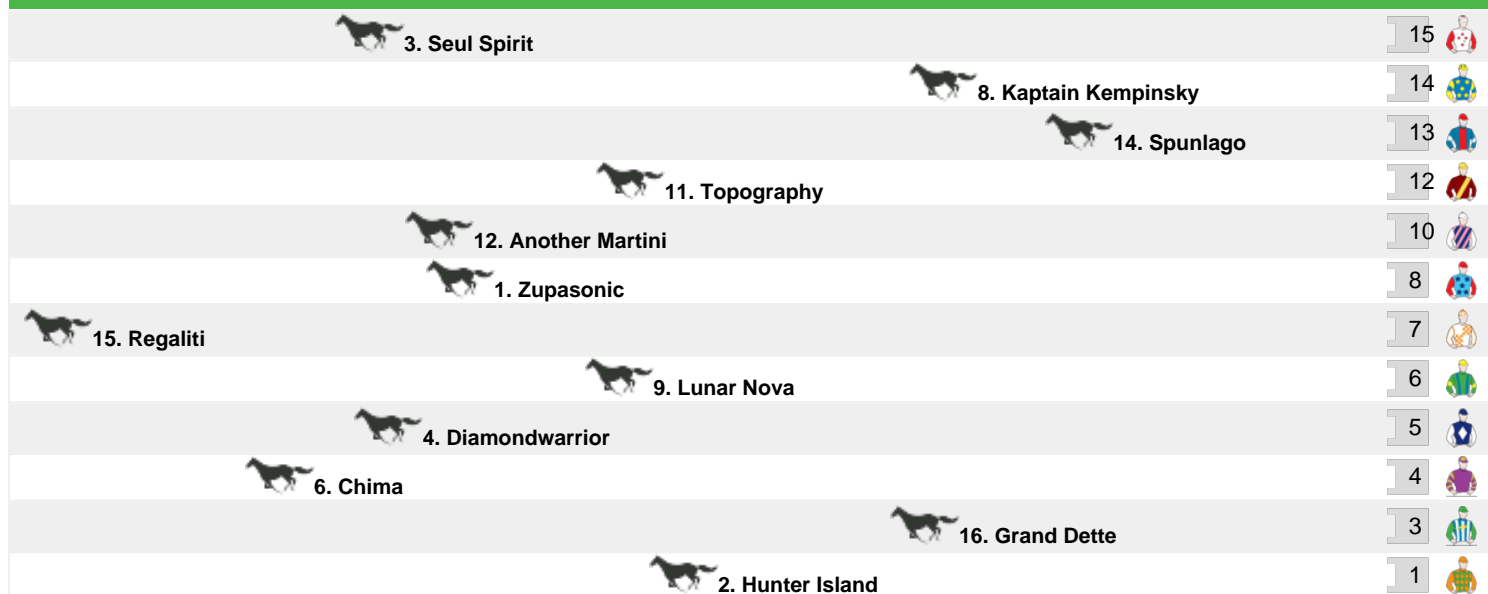 3. Seul Spirit 15
8. Kaptain Kempinsky 14
14. Spunlago 13
11. Topography 12
12. Another Martini 10
1. Zupasonic 8
15. Regaliti 7
9. Lunar Nova 6
4. Diamondwarrior 5
6. Chima 4
16. Grand Dette 3
2. Hunter Island 1